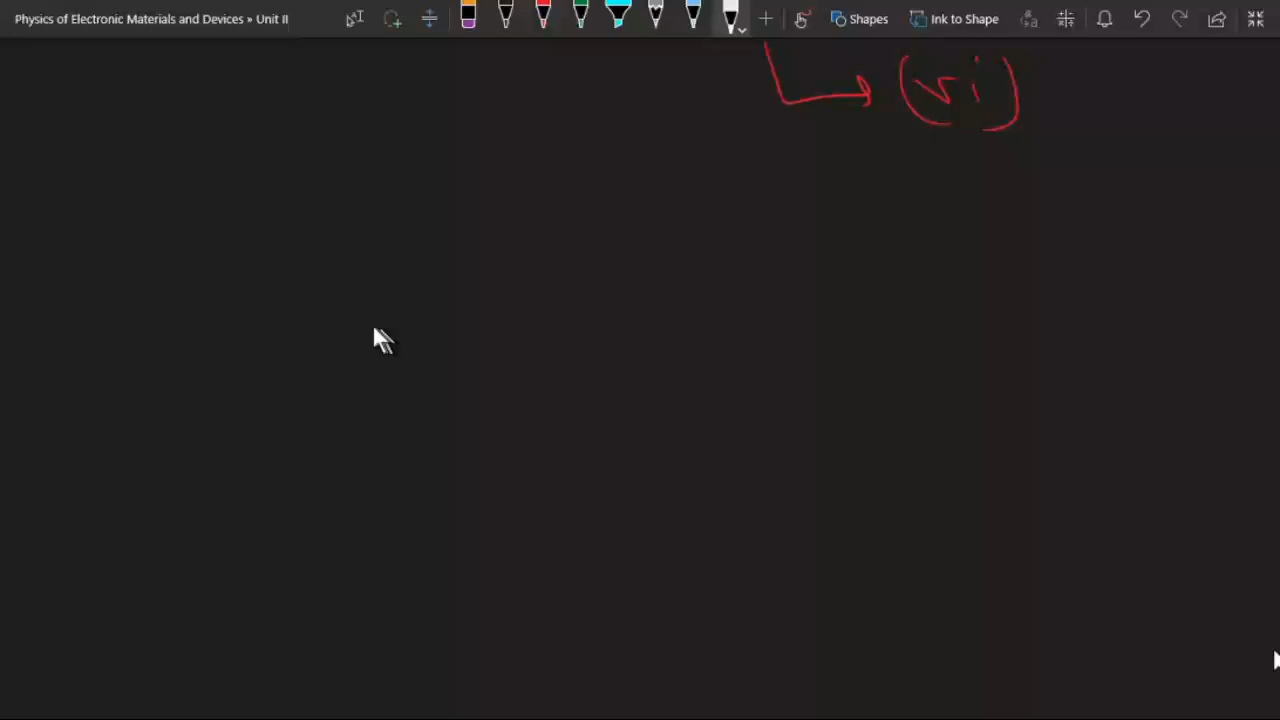 Physics of Electronic Materials and Devices » Unit II
Shapes
Ink to Shape
(vi)